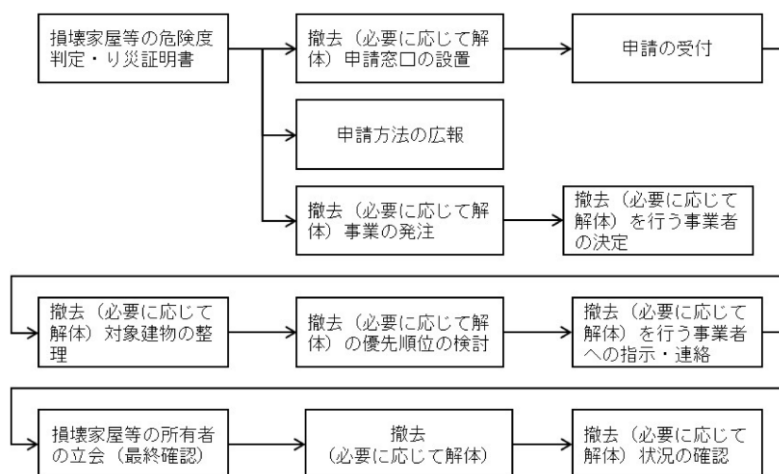 損壊家屋等の危険度
判定・り災証明書
撤去（必要に応じて解
体）申請窓口の設置
申請の受付
申請方法の広報
撤去（必要に応じて解
体）事業の発注
撤去（必要に応じて
解体）を行う事業者
の決定
撤去（必要に応じて
解体）対象建物の整
理
撤去（必要に応じて解
体）の優先順位の検討
撤去（必要に応じて
解体）を行う事業者
への指示・連絡
損壊家屋等の所有者
の立会（最終確認）
撤去
（必要に応じて解体）
撤去（必要に応じて
解体）状況の確認